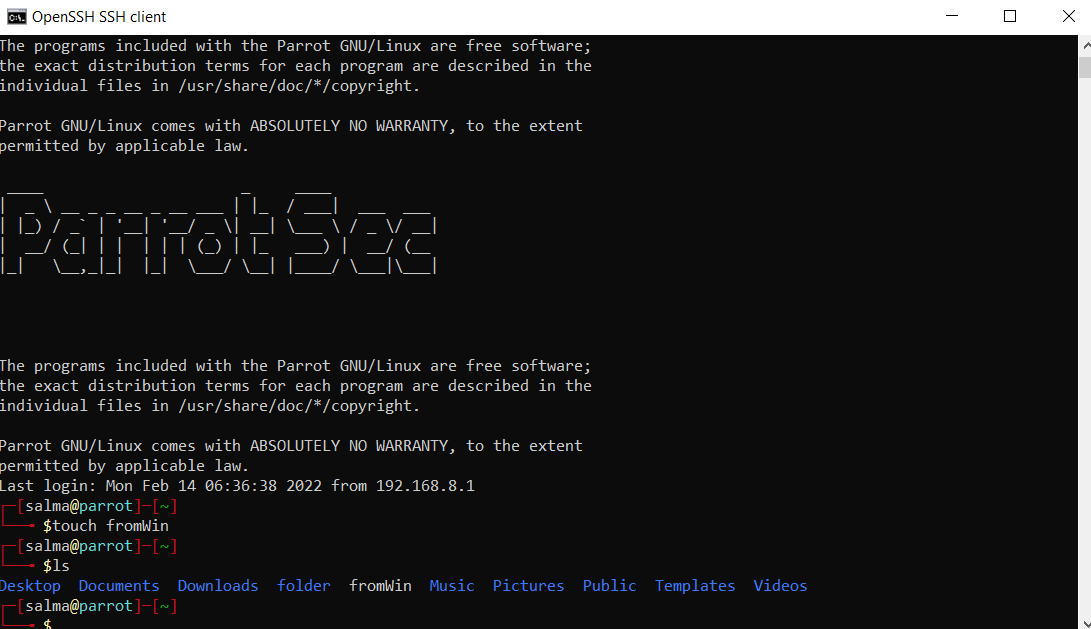 OpenSSH SSH client
The programs included with the Parrot GNU/Linux are free software;
the exact distribution terms for each program are described in the
individual files in /usr/share/doc/*/copyright.
Parrot GNU/Linux comes with ABSOLUTELY NO WARRANTY, to the extent
permitted by applicable law.
ParrotSec
The programs included with the Parrot GNU/Linux are free software;
the exact distribution terms for each program are described in the
individual files in /usr/share/doc/*/copyright.
Parrot GNU/Linux comes with ABSOLUTELY NO WARRANTY, to the extent
permitted by applicable law.
Last login: Mon Feb 14 06:36:38 2022 from 192.168.8.1
┌─[salma@parrot]─[~]
└──╼ $touch fromWin
┌─[salma@parrot]─[~]
└──╼ $ls
Desktop Documents Downloads folder fromWin Music Pictures Public Templates Videos
┌─[salma@parrot]─[~]
└──╼ $